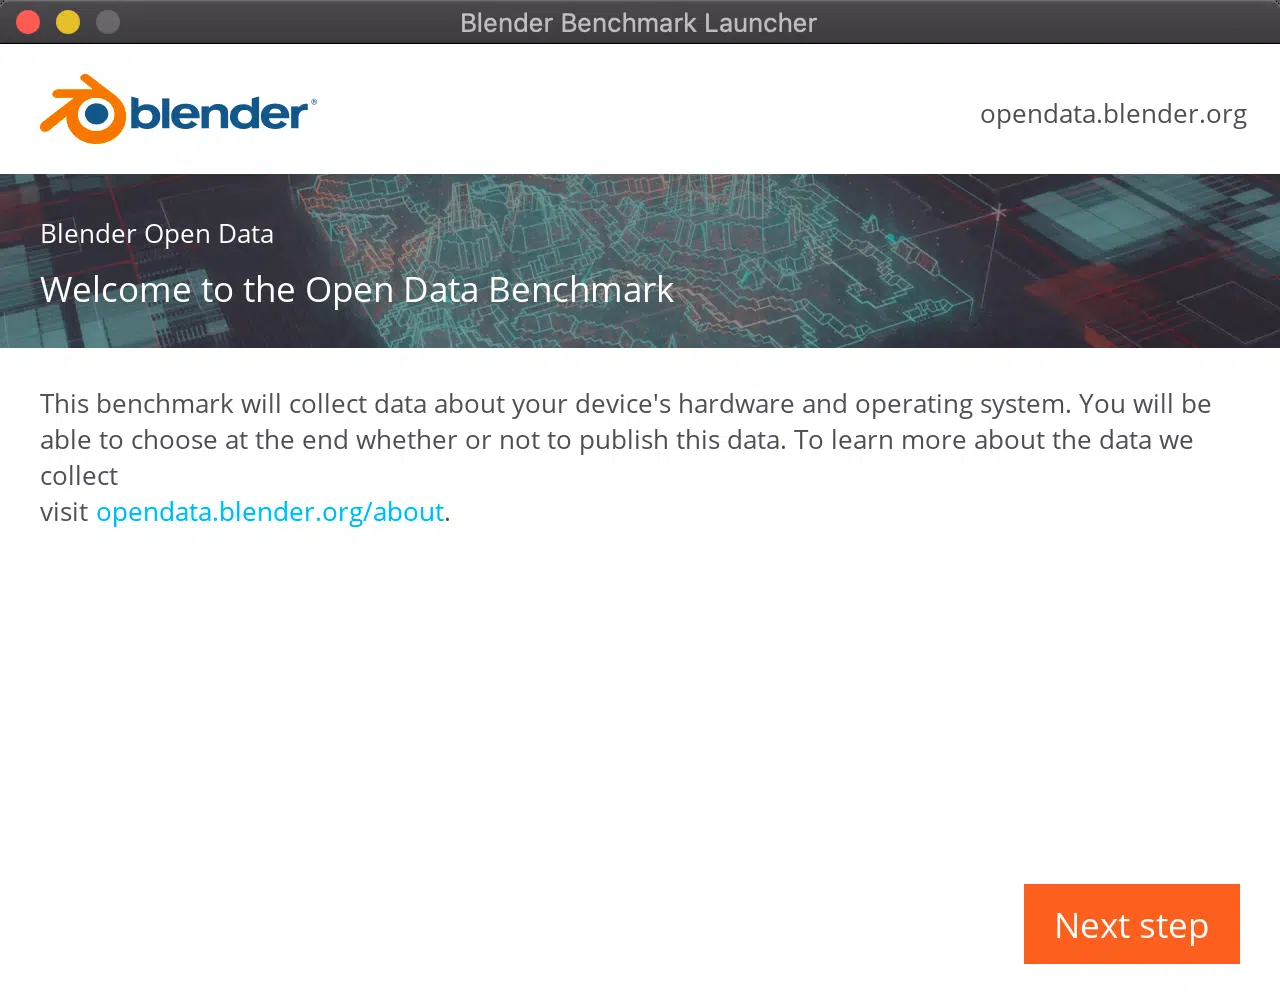 Blender Benchmark Launcher
blender®
opendata.blender.org
Blender Open Data
Welcome to the Open Data Benchmark
This benchmark will collect data about your device's hardware and operating system. You will be
able to choose at the end whether or not to publish this data. To learn more about the data we
collect
visit opendata.blender.org/about.
Next step